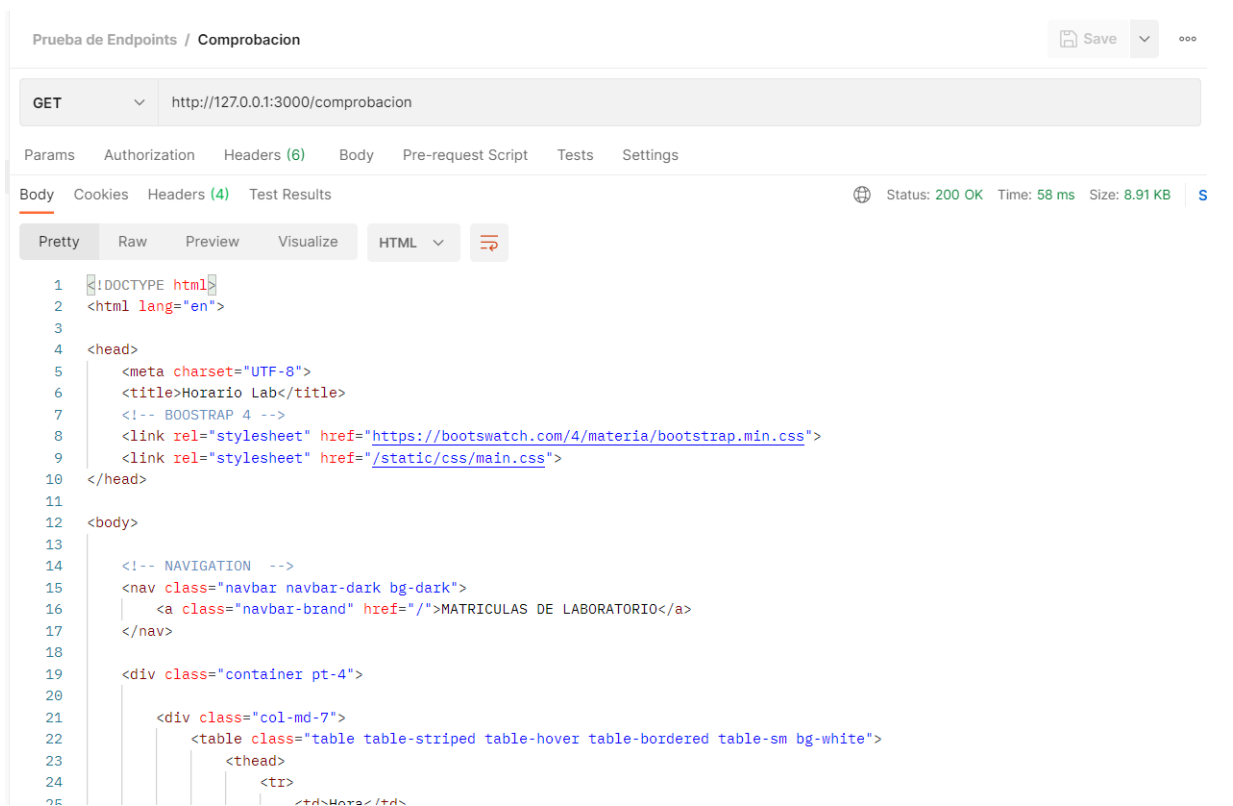 Prueba de Endpoints / Comprobacion
Save
GET http://127.0.0.1:3000/comprobacion
Params Authorization Headers (6) Body Pre-request Script Tests Settings
Body Cookies Headers (4) Test Results Status: 200 OK Time: 58 ms Size: 8.91 KB S
Pretty Raw Preview Visualize HTML
1 <!DOCTYPE html>
2 <html lang="en">
3
4 <head>
5 <meta charset="UTF-8">
6 <title>Horario Lab</title>
7 <!-- BOOSTRAP 4 -->
8 <link rel="stylesheet" href="https://bootswatch.com/4/materia/bootstrap.min.css">
9 <link rel="stylesheet" href="/static/css/main.css">
10 </head>
11
12 <body>
13
14 <!-- NAVIGATION  -->
15 <nav class="navbar navbar-dark bg-dark">
16 <a class="navbar-brand" href="/">MATRICULAS DE LABORATORIO</a>
17 </nav>
18
19 <div class="container pt-4">
20
21 <div class="col-md-7">
22 <table class="table table-striped table-hover table-bordered table-sm bg-white">
23 <thead>
24 <tr>
25 <td>Hora</td>